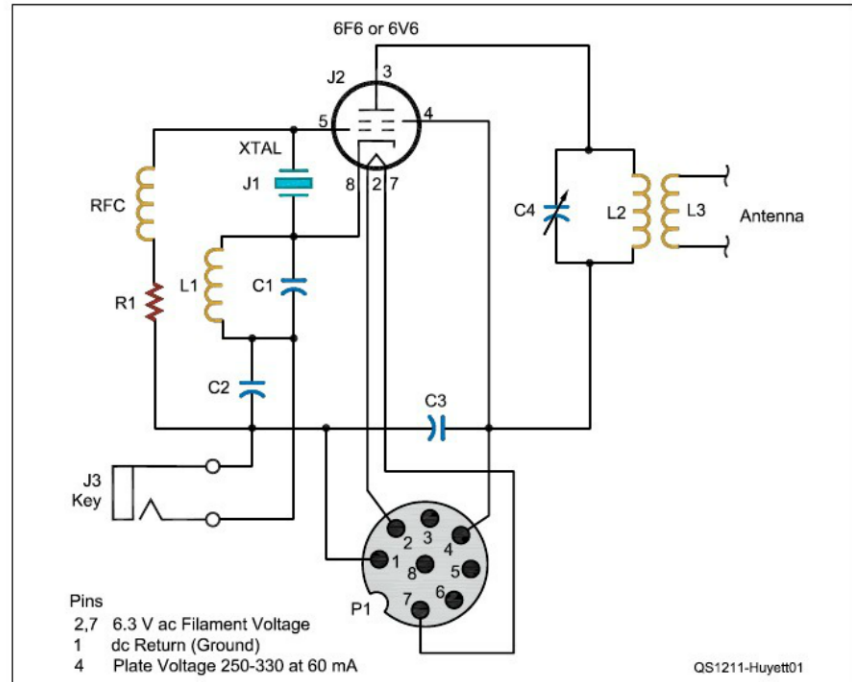 6F6 or 6V6
J2
3
5
4
XTAL
J1
8
2
7
RFC
C4
L2
L3
Antenna
L1
C1
R1
C2
C3
J3
Key
2
3
4
1
8
5
P1
7
6
Pins
2,7 6.3 V ac Filament Voltage
1 dc Return (Ground)
4 Plate Voltage 250-330 at 60 mA
QS1211-Huyett01